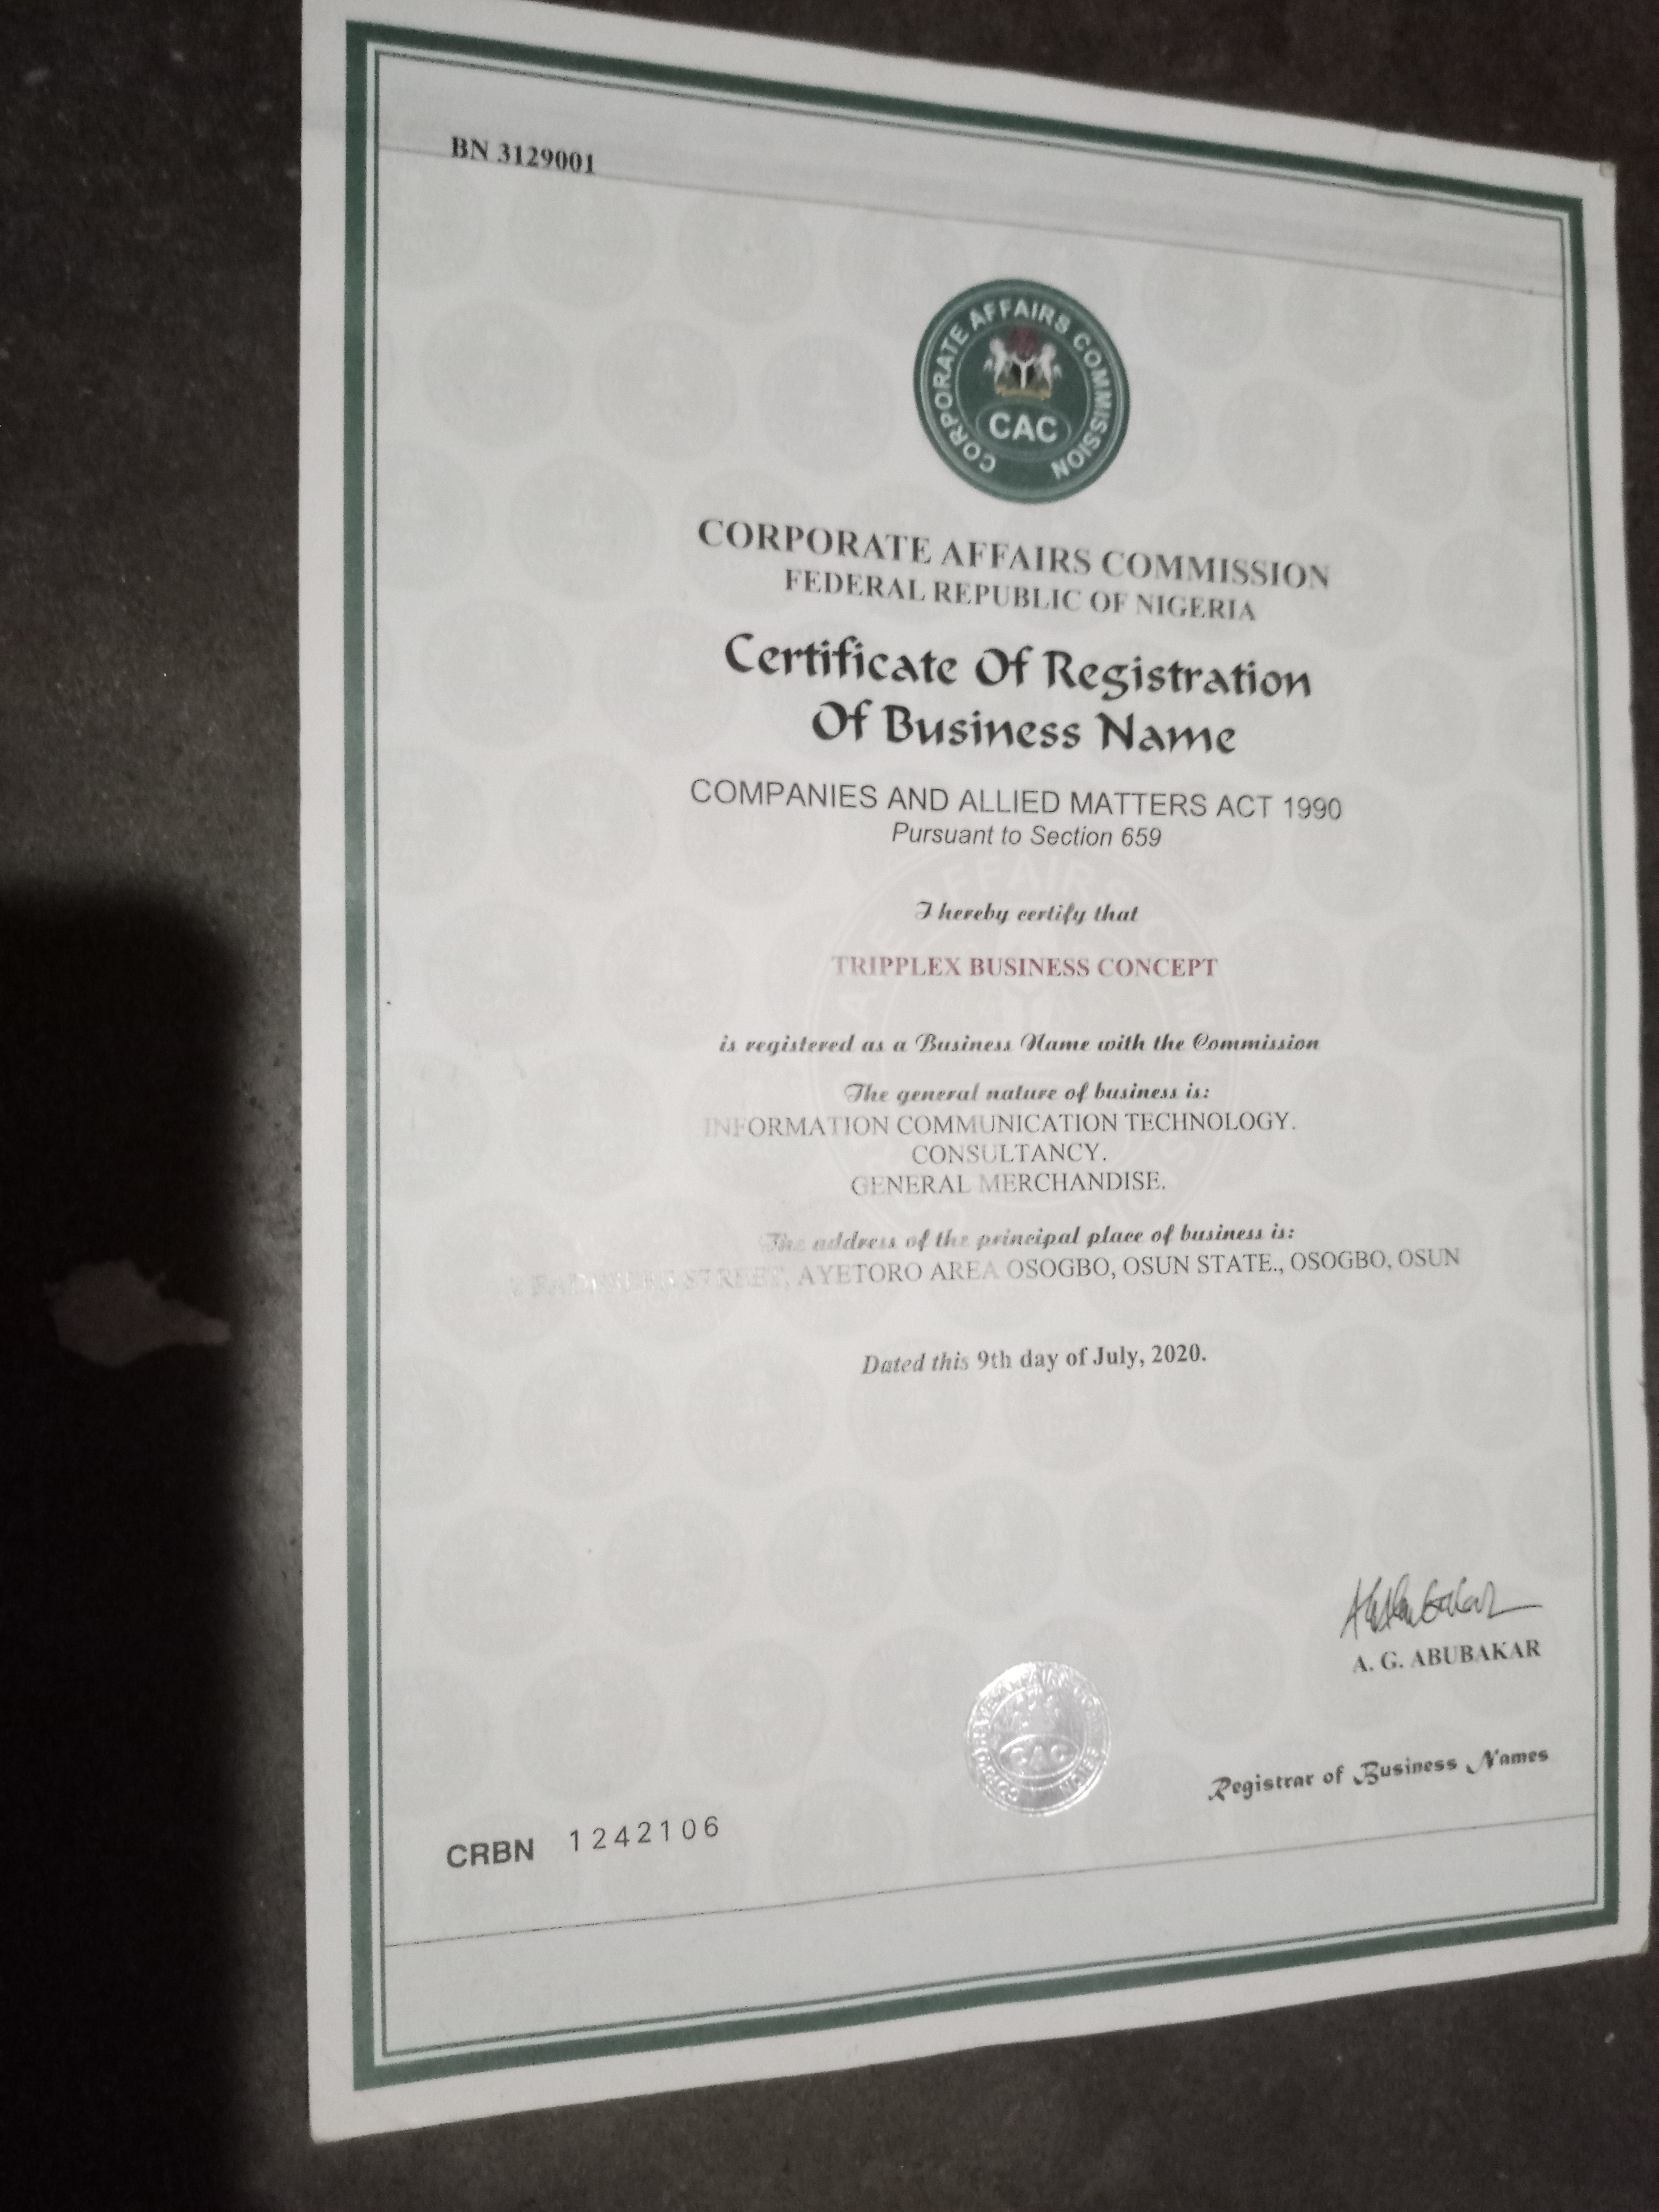 BN 3129001
CORPORATE AFFAIRS COMMISSION
CAC
CORPORATE AFFAIRS COMMISSION
FEDERAL REPUBLIC OF NIGERIA
Certificate Of Registration
Of Business Name
COMPANIES AND ALLIED MATTERS ACT 1990
Pursuant to Section 659
I hereby certify that
TRIPPLEX BUSINESS CONCEPT
is registered as a Business Name with the Commission
The general nature of business is:
INFORMATION COMMUNICATION TECHNOLOGY.
CONSULTANCY.
GENERAL MERCHANDISE.
The address of the principal place of business is:
STREET, AYETORO AREA OSOGBO, OSUN STATE., OSOGBO, OSUN
Dated this 9th day of July, 2020.
A. G. ABUBAKAR
Registrar of Business Names
CAC
CRBN 1242106